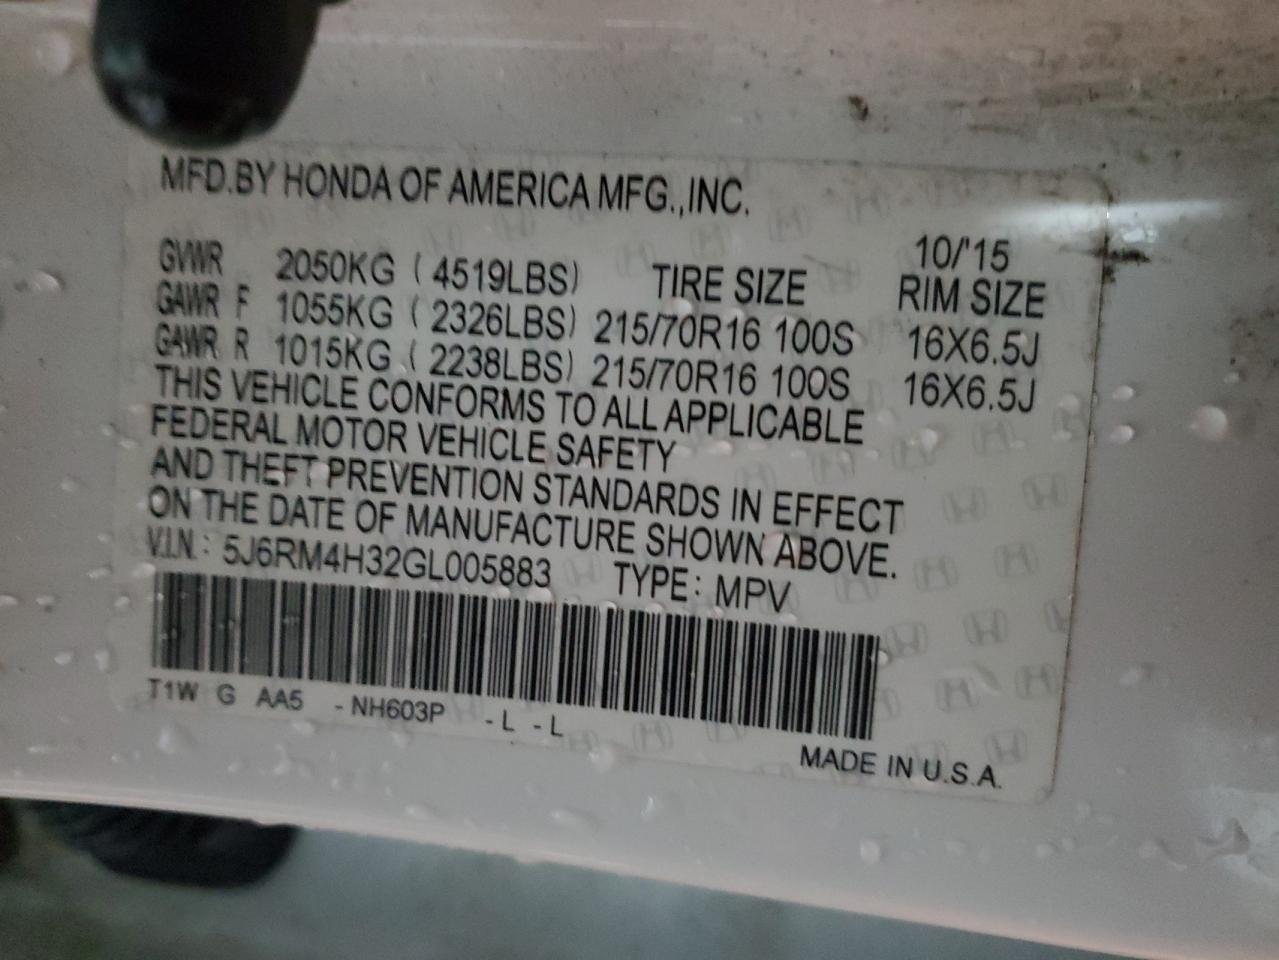 MFD.BY HONDA OF AMERICA MFG.,INC.
10/'15
GVWR 2050KG ( 4519LBS) TIRE SIZE RIM SIZE
GAWR F 1055KG ( 2326LBS) 215/70R16 100S 16X6.5J
GAWR R 1015KG ( 2238LBS) 215/70R16 100S 16X6.5J
THIS VEHICLE CONFORMS TO ALL APPLICABLE
FEDERAL MOTOR VEHICLE SAFETY
AND THEFT PREVENTION STANDARDS IN EFFECT
ON THE DATE OF MANUFACTURE SHOWN ABOVE.
V.I.N.: 5J6RM4H32GL005883 TYPE: MPV
T1W G AA5 -NH603P -L -L
MADE IN U.S.A.